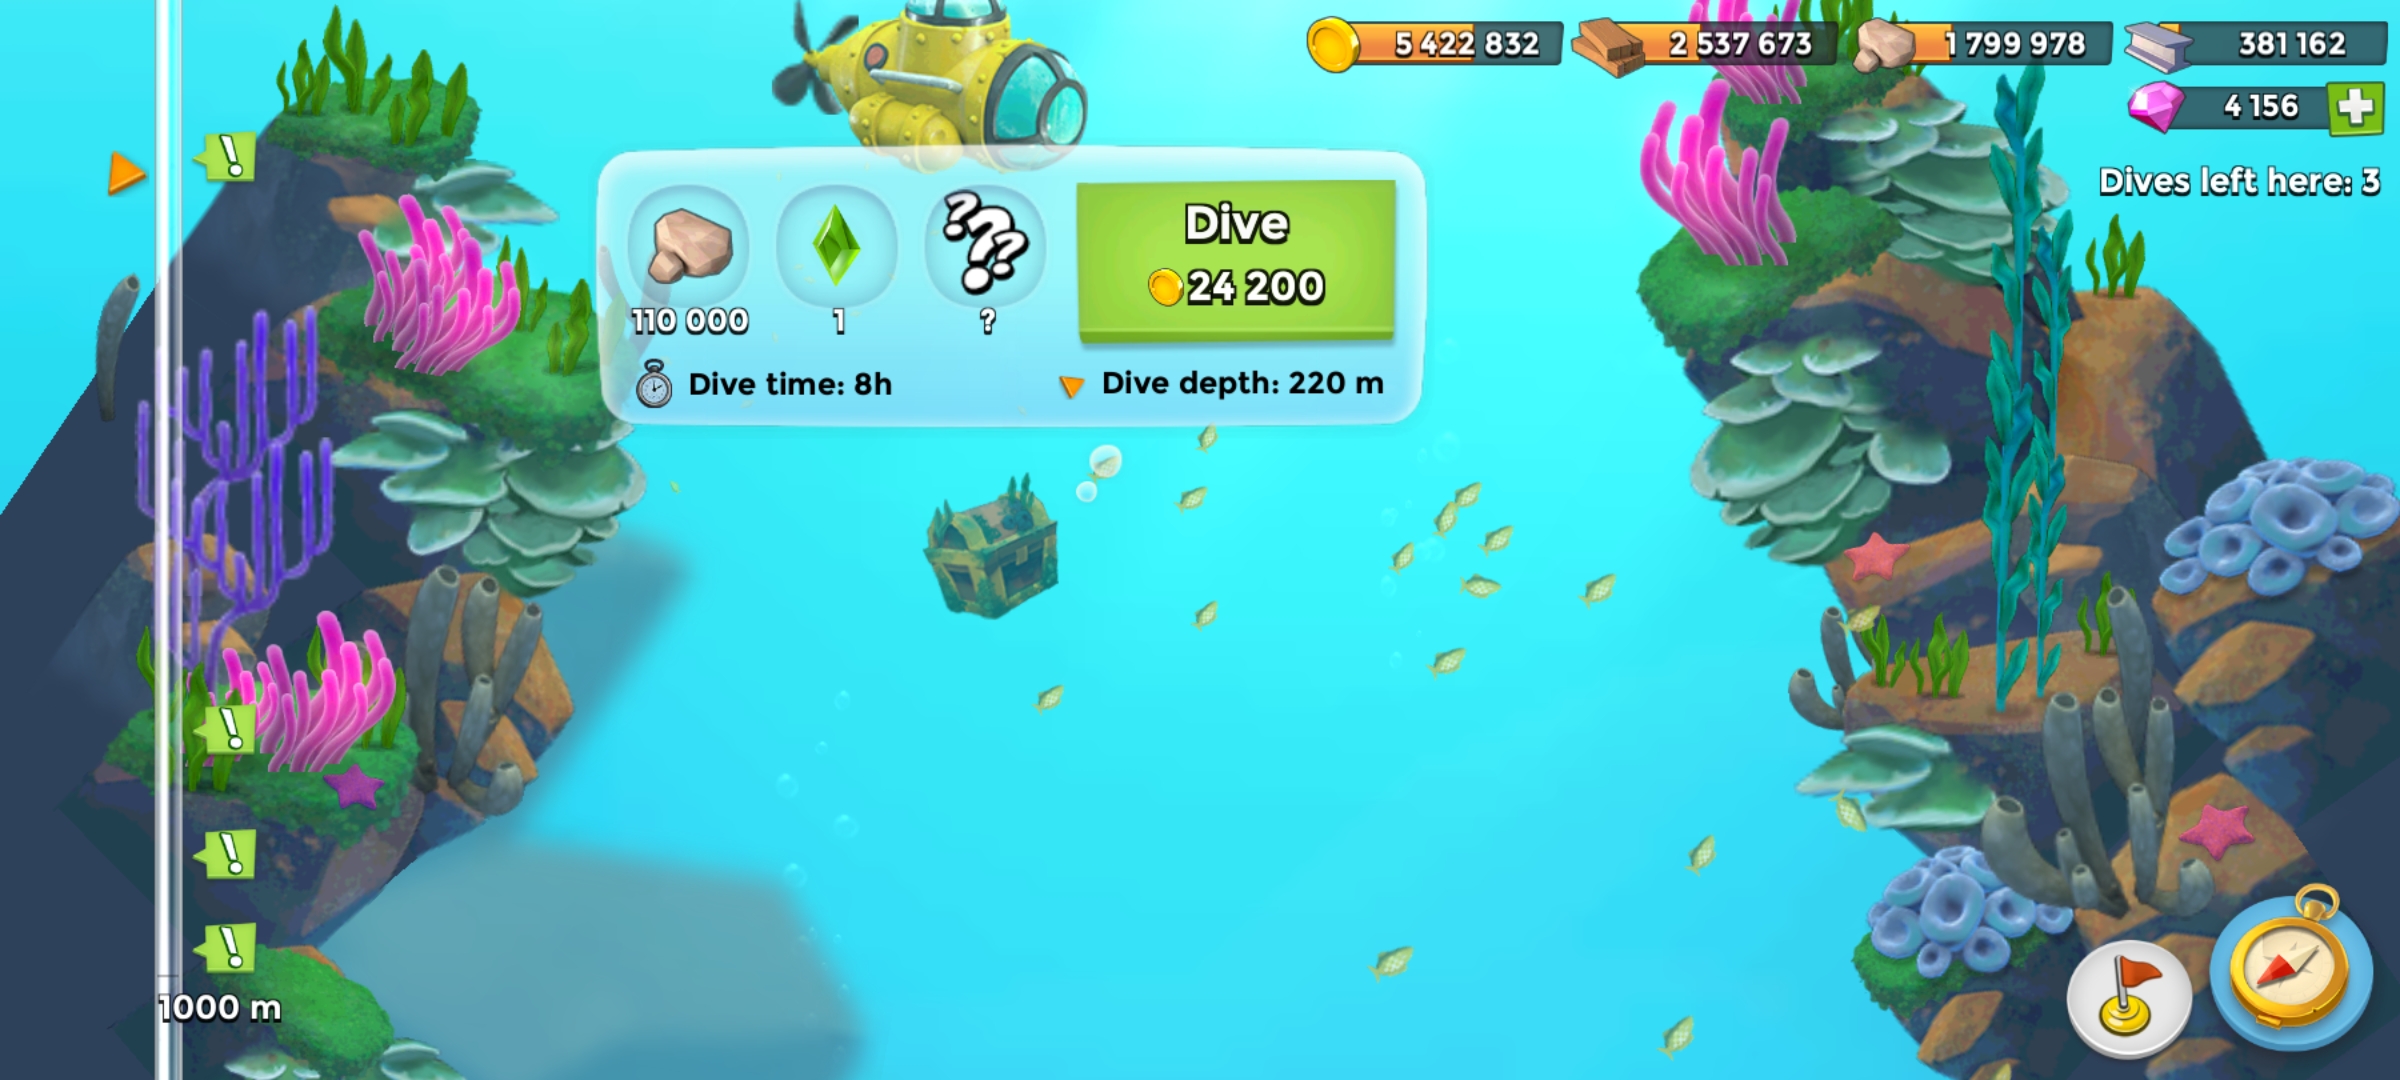 5 422 832
2 537 673
1 799 978
381 162
4 156
Dives left here: 3
!
???
Dive
24 200
110 000
1
?
Dive time: 8h
Dive depth: 220 m
!
!
!
1000 m